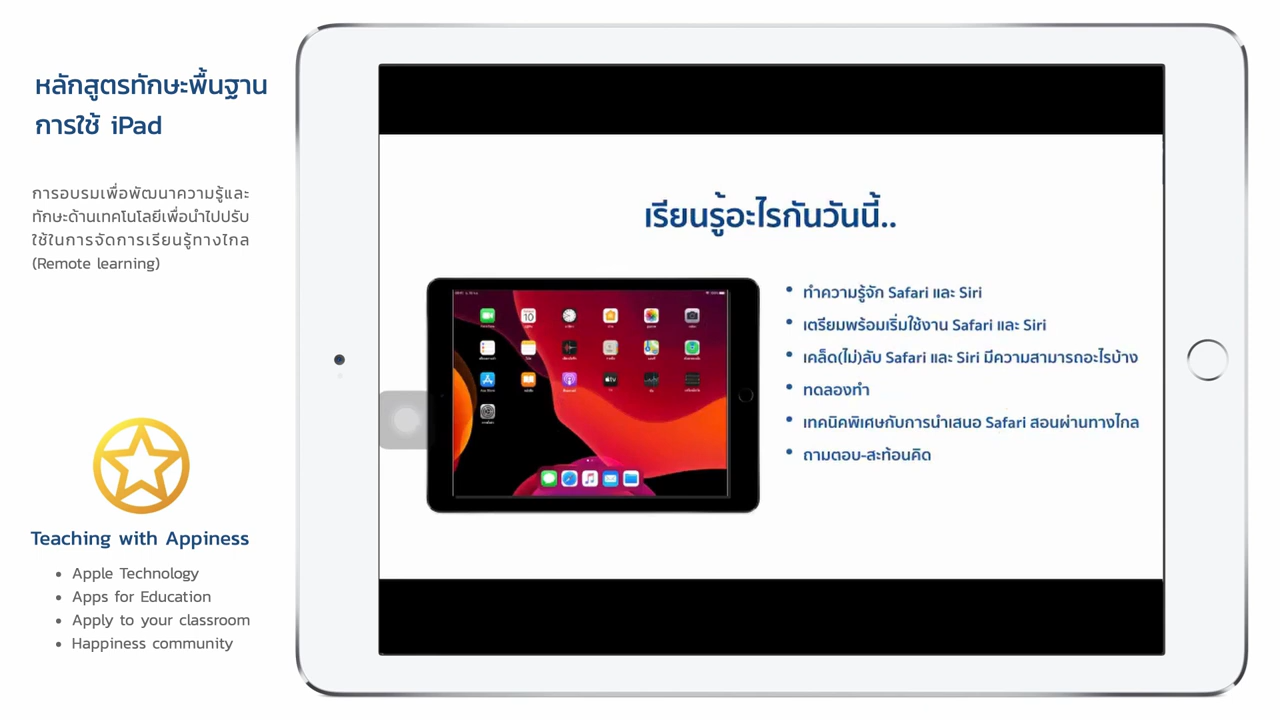 หลักสูตรทักษะพื้นฐาน
การใช้ iPad
การอบรมเพื่อพัฒนาความรู้และ
ทักษะด้านเทคโนโลยีเพื่อนำไปปรับ
ใช้ในการจัดการเรียนรู้ทางไกล
(Remote learning)
Teaching with Appiness
• Apple Technology
• Apps for Education
• Apply to your classroom
• Happiness community
เรียนรู้อะไรกันวันนี้..
• ทำความรู้จัก Safari และ Siri
• เตรียมพร้อมเริ่มใช้งาน Safari และ Siri
• เคล็ด(ไม่)ลับ Safari และ Siri มีความสามารถอะไรบ้าง
• ทดลองทำ
• เทคนิคพิเศษกับการนำเสนอ Safari สอนผ่านทางไกล
• ถามตอบ-สะท้อนคิด
10